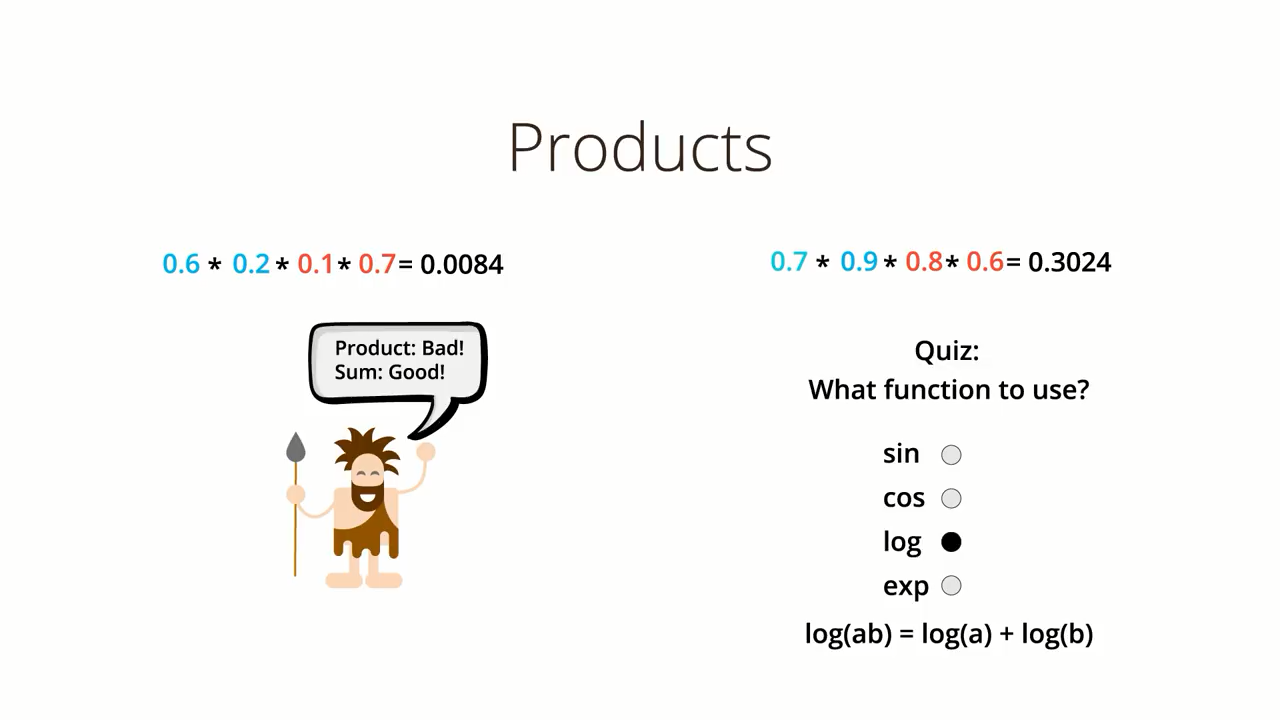 Products
0.6 * 0.2 * 0.1 * 0.7 = 0.0084
0.7 * 0.9 * 0.8 * 0.6 = 0.3024
Product: Bad!
Sum: Good!
Quiz:
What function to use?
sin
cos
log
exp
log(ab) = log(a) + log(b)